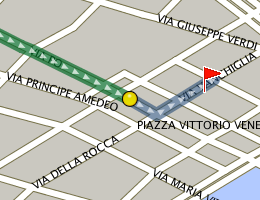 VIA GIUSEPPE VERDI
VIA PRINCIPE AMEDEO
PIAZZA VITTORIO VENE
VIA DELLA ROCCA
VIA MARIA